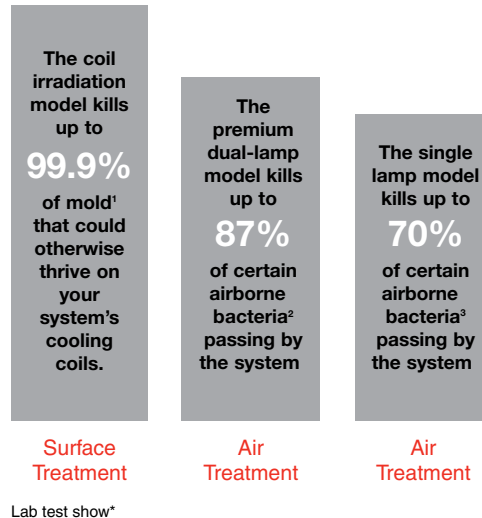 The coil
irradiation
model kills
up to
99.9%
of mold¹
that could
otherwise
thrive on
your
system's
cooling
coils.
The
premium
dual-lamp
model kills
up to
87%
of certain
airborne
bacteria²
passing by
the system
The single
lamp model
kills up to
70%
of certain
airborne
bacteria³
passing by
the system
Surface
Treatment
Air
Treatment
Air
Treatment
Lab test show*